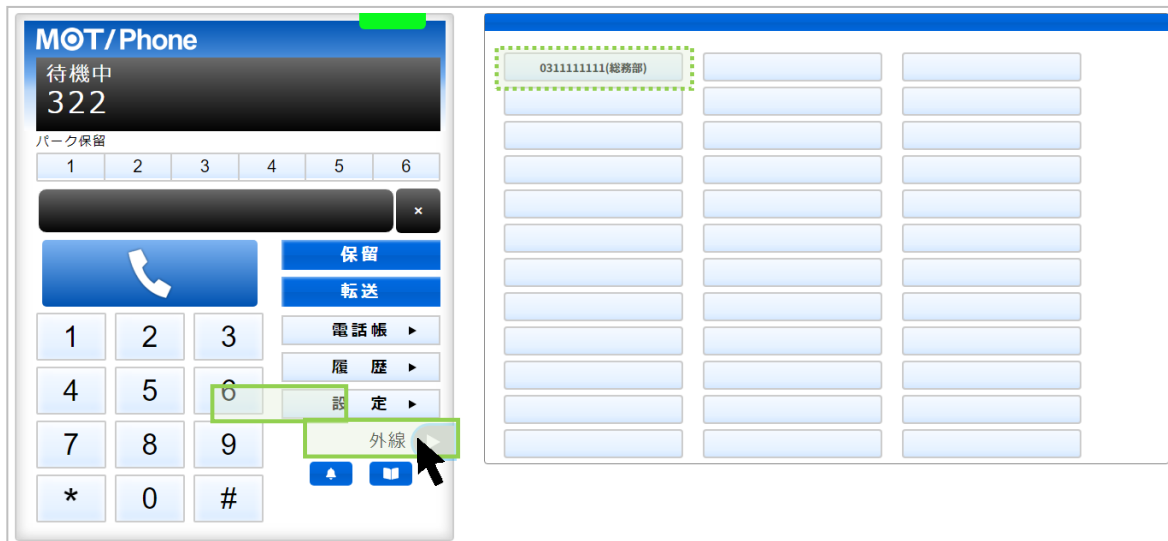 MOT/Phone
待機中
322
パーク保留
1 2 3 4 5 6
×
保留
転送
電話帳 ▶
履 歴 ▶
設 定 ▶
外線 ▶
1 2 3
4 5 6
7 8 9
* 0 #
0311111111(総務部)